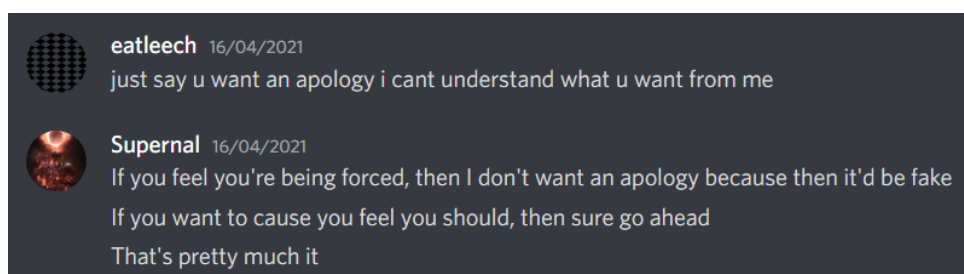 eatleech 16/04/2021
just say u want an apology i cant understand what u want from me
Supernal 16/04/2021
If you feel you're being forced, then I don't want an apology because then it'd be fake
If you want to cause you feel you should, then sure go ahead
That's pretty much it